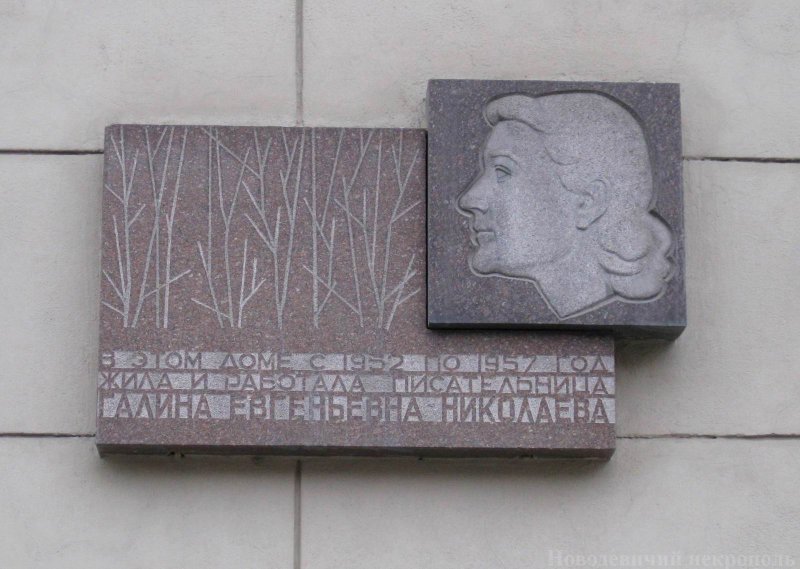 В ЭТОМ ДОМЕ С 1952 ПО 1957 ГОД
ЖИЛА И РАБОТАЛА ПИСАТЕЛЬНИЦА
ГАЛИНА ЕВГЕНЬЕВНА НИКОЛАЕВА
Новодевичий некрополь